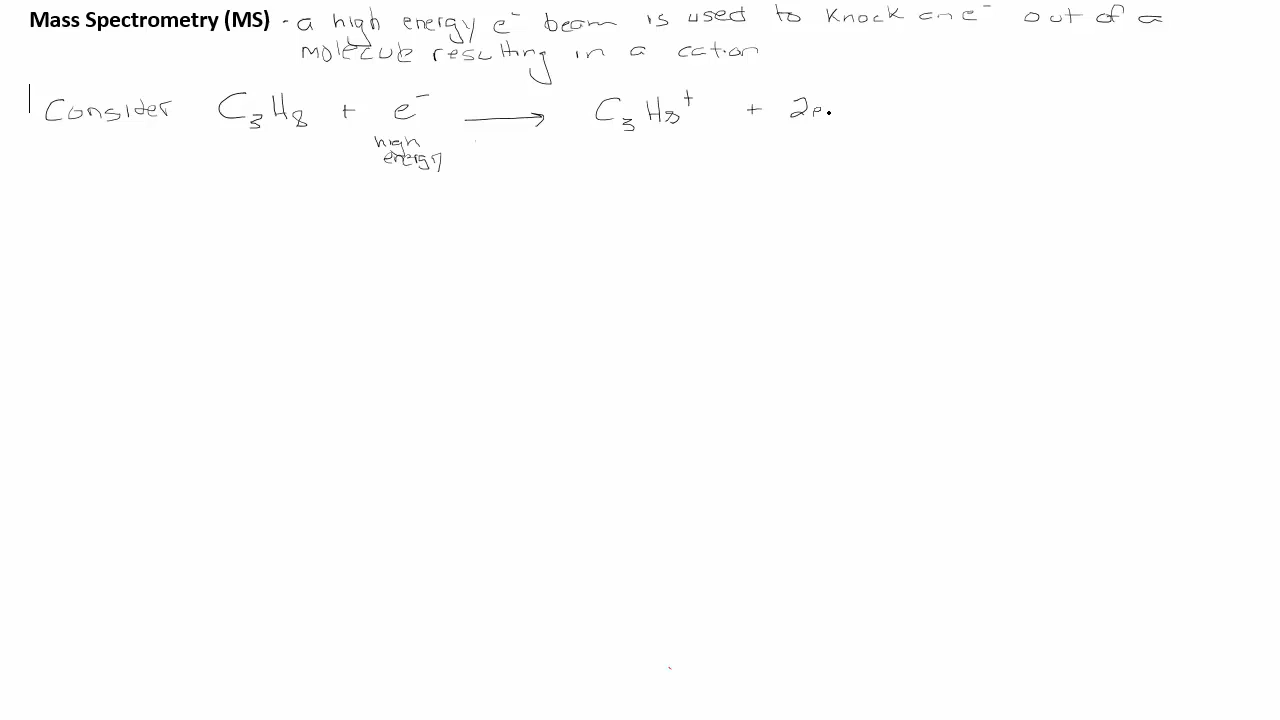 Mass Spectrometry (MS) - a high energy e⁻ beam is used to knock an e⁻ out of a
molecule resulting in a cation
Consider C₃H₈ + e⁻ → C₃H₈⁺ + 2e
high
energy